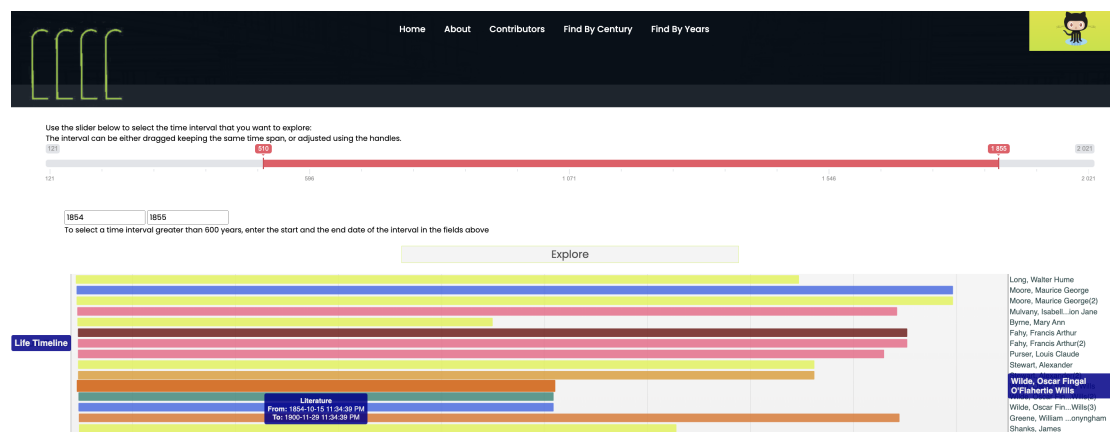 Home About Contributors Find By Century Find By Years
Use the slider below to select the time interval that you want to explore:
The interval can be either dragged keeping the same time span, or adjusted using the handles.
121 510 1 855 2 021
121 596 1 071 1 546 2 021
1854 1855
To select a time interval greater than 600 years, enter the start and the end date of the interval in the fields above
Explore
Long, Walter Hume
Moore, Maurice George
Moore, Maurice George(2)
Mulvany, Isabell...ion Jane
Byrne, Mary Ann
Fahy, Francis Arthur
Life Timeline
Fahy, Francis Arthur(2)
Purser, Louis Claude
Stewart, Alexander
Wilde, Oscar Fingal
O'Flahertie Wills
Literature
From: 1854-10-15 11:34:39 PM
To: 1900-11-29 11:34:39 PM
Wilde, Oscar Fin...Wills(3)
Greene, William ...onyngham
Shanks, James